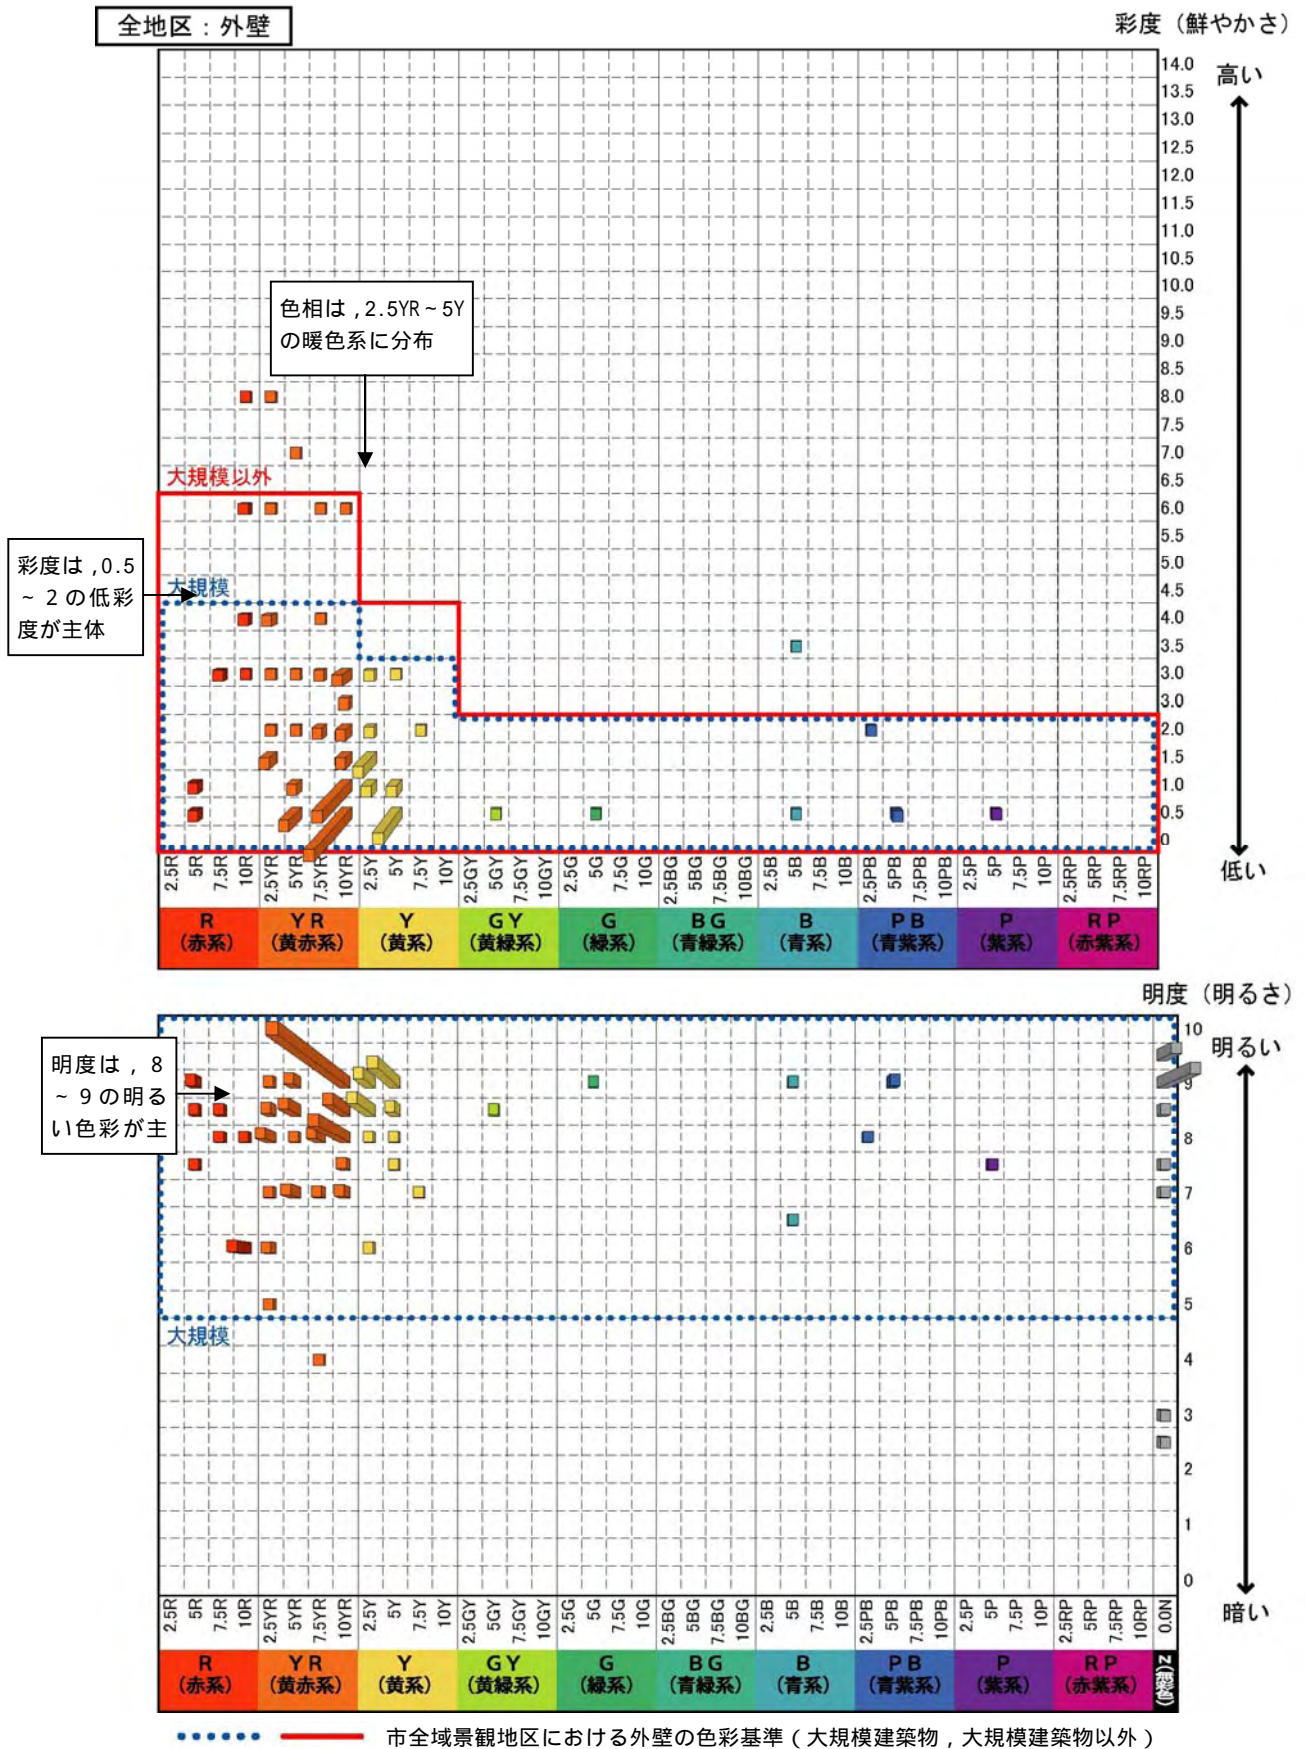 全地区：外壁
彩度（鮮やかさ）
14.0
13.5
13.0
12.5
12.0
11.5
11.0
10.5
10.0
9.5
9.0
8.5
8.0
7.5
7.0
6.5
6.0
5.5
5.0
4.5
4.0
3.5
3.0
3.0
2.0
1.5
1.0
0.5
0
高い
低い
色相は,2.5YR～5Y
の暖色系に分布
大規模以外
彩度は,0.5
～２の低彩
度が主体
大規模
2.5R 5R 7.5R 10R 2.5YR 5YR 7.5YR 10YR 2.5Y 5Y 7.5Y 10Y 2.5GY 5GY 7.5GY 10GY 2.5G 5G 7.5G 10G 2.5BG 5BG 7.5BG 10BG 2.5B 5B 7.5B 10B 2.5PB 5PB 7.5PB 10PB 2.5P 5P 7.5P 10P 2.5RP 5RP 7.5RP 10RP
R YR Y GY G BG B PB P RP
（赤系） （黄赤系） （黄系） （黄緑系） （緑系） （青緑系） （青系） （青紫系） （紫系） （赤紫系）
明度（明るさ）
10
9
8
7
6
5
4
3
2
1
0
明るい
暗い
明度は,８
～９の明る
い色彩が主
大規模
2.5R 5R 7.5R 10R 2.5YR 5YR 7.5YR 10YR 2.5Y 5Y 7.5Y 10Y 2.5GY 5GY 7.5GY 10GY 2.5G 5G 7.5G 10G 2.5BG 5BG 7.5BG 10BG 2.5B 5B 7.5B 10B 2.5PB 5PB 7.5PB 10PB 2.5P 5P 7.5P 10P 2.5RP 5RP 7.5RP 10RP 0.0N
R YR Y GY G BG B PB P RP N(無彩色)
（赤系） （黄赤系） （黄系） （黄緑系） （緑系） （青緑系） （青系） （青紫系） （紫系） （赤紫系）
市全域景観地区における外壁の色彩基準（大規模建築物,大規模建築物以外）